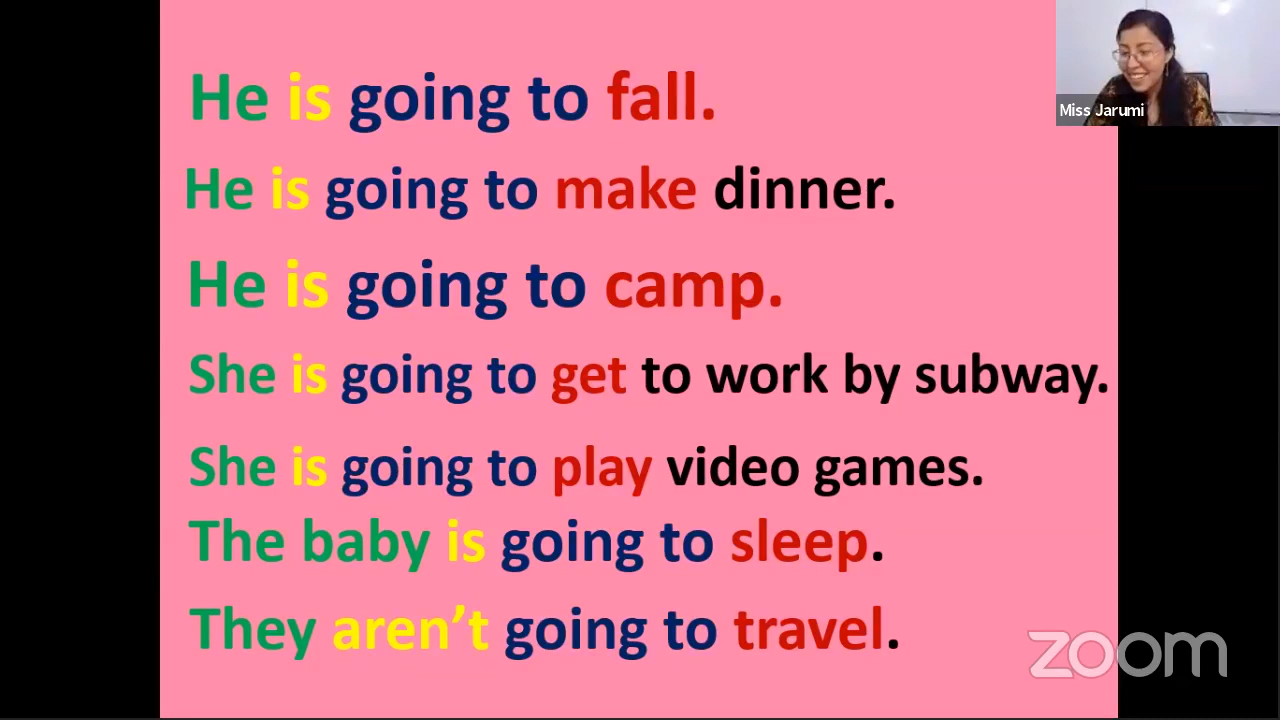 He is going to fall.
He is going to make dinner.
He is going to camp.
She is going to get to work by subway.
She is going to play video games.
The baby is going to sleep.
They aren't going to travel.
Miss Jarumi
zoom